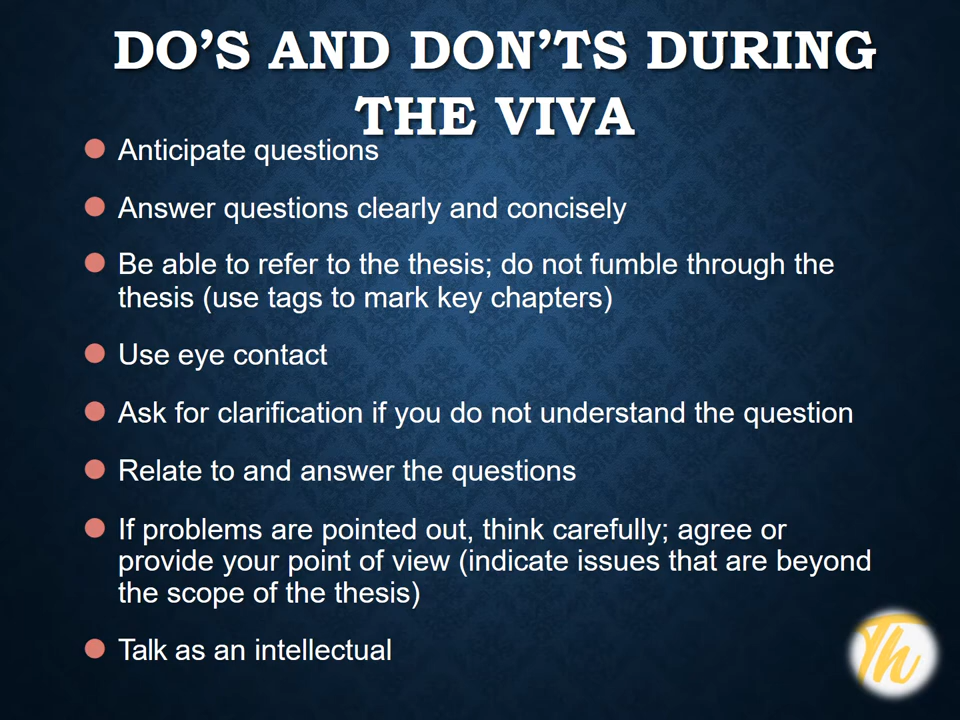 DO’S AND DON’TS DURING
THE VIVA
Anticipate questions
Answer questions clearly and concisely
Be able to refer to the thesis; do not fumble through the
thesis (use tags to mark key chapters)
Use eye contact
Ask for clarification if you do not understand the question
Relate to and answer the questions
If problems are pointed out, think carefully; agree or
provide your point of view (indicate issues that are beyond
the scope of the thesis)
Talk as an intellectual
Th